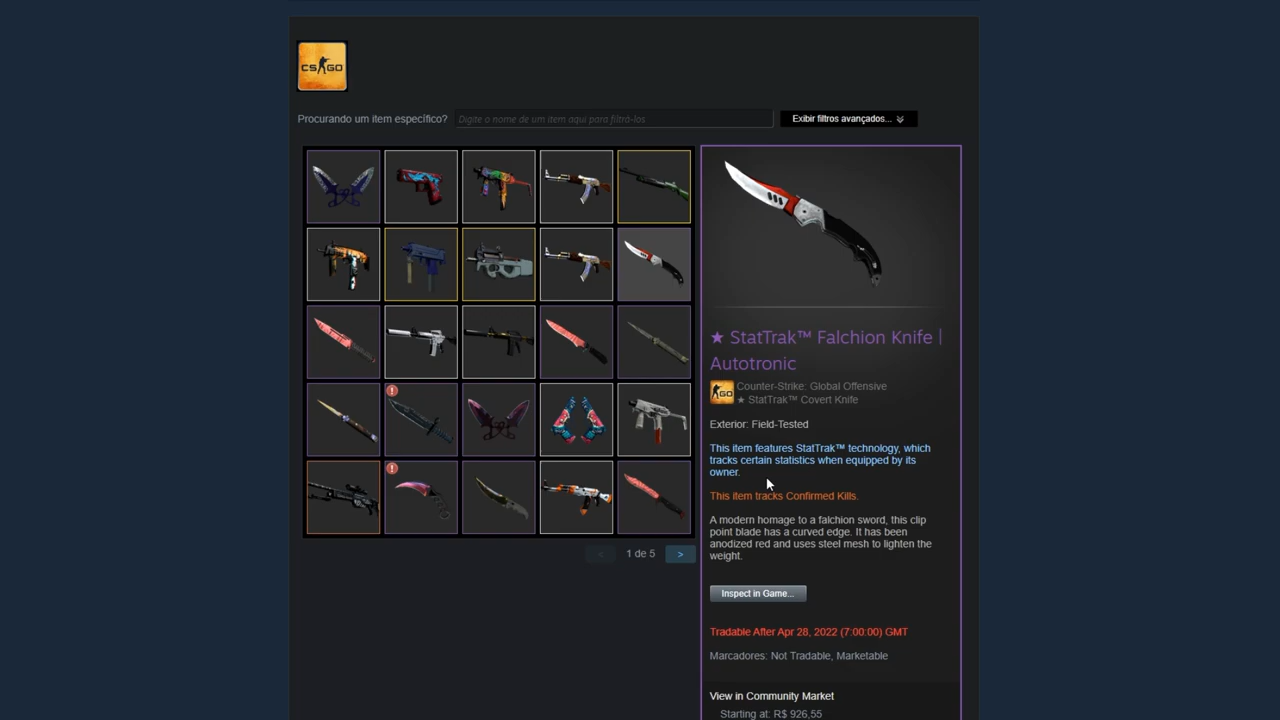 CS GO
Procurando um item específico?
Digite o nome de um item aqui para filtrá-los
Exibir filtros avançados...
★ StatTrak™ Falchion Knife |
Autotronic
GO
Counter-Strike: Global Offensive
★ StatTrak™ Covert Knife
Exterior: Field-Tested
This item features StatTrak™ technology, which
tracks certain statistics when equipped by its
owner.
This item tracks Confirmed Kills.
A modern homage to a falchion sword, this clip
point blade has a curved edge. It has been
anodized red and uses steel mesh to lighten the
weight.
Inspect in Game...
Tradable After Apr 28, 2022 (7:00:00) GMT
Marcadores: Not Tradable, Marketable
View in Community Market
Starting at: R$ 926,55
! 
!
< 1 de 5 >